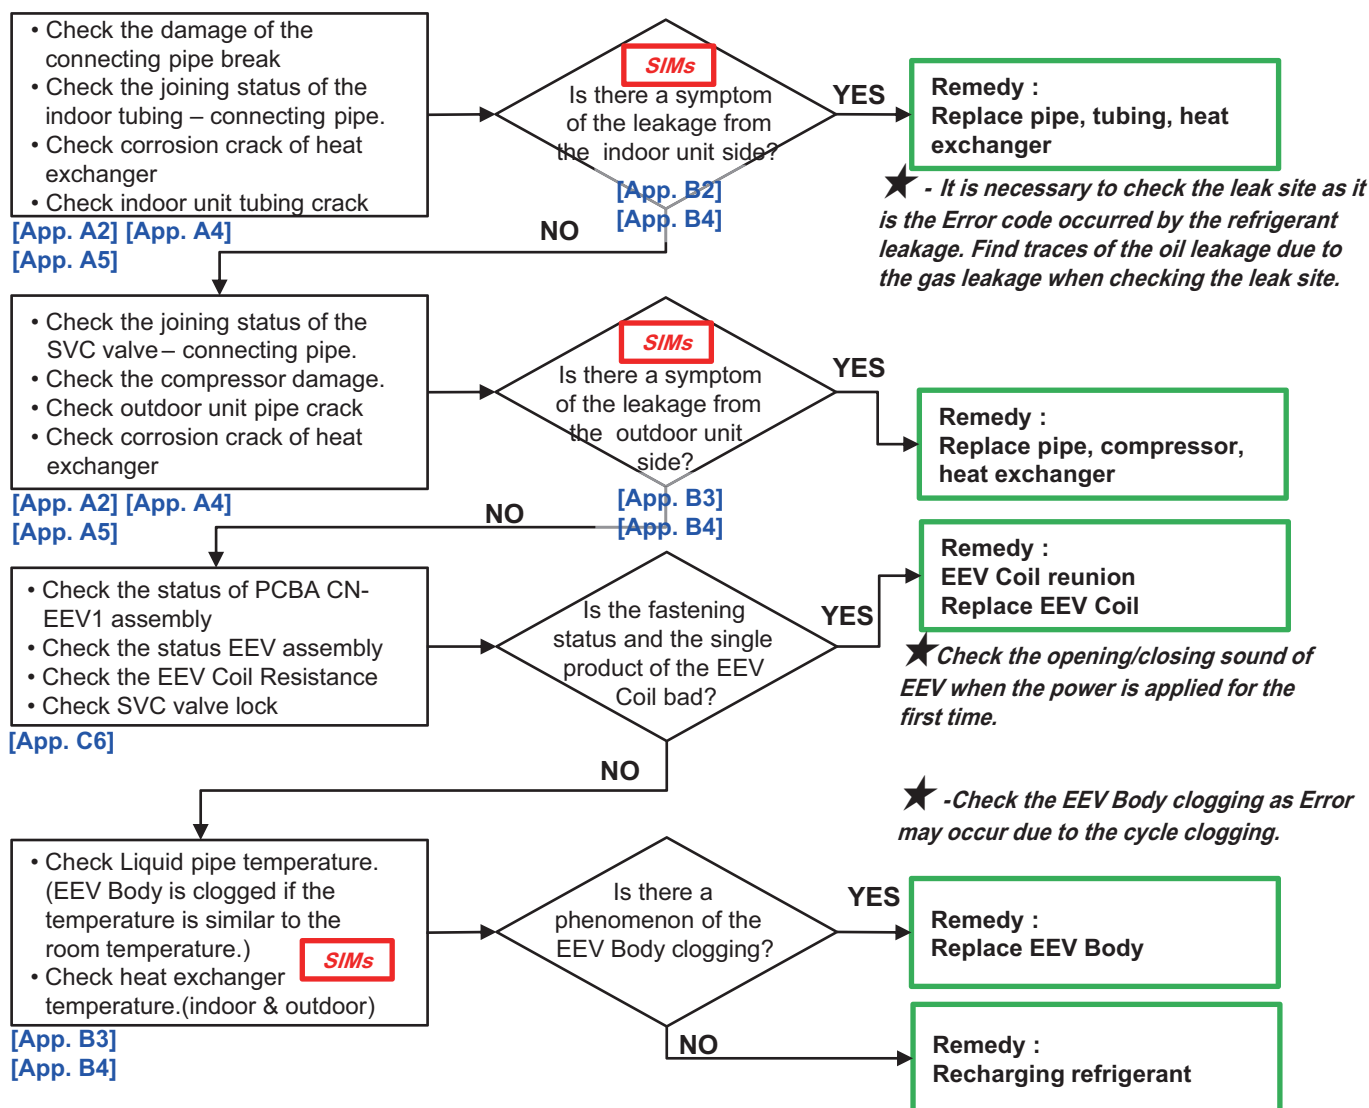 • Check the damage of the
connecting pipe break
• Check the joining status of the
indoor tubing – connecting pipe.
• Check corrosion crack of heat
exchanger
• Check indoor unit tubing crack
[App. A2] [App. A4]
[App. A5]
SIMs
Is there a symptom
of the leakage from
the indoor unit side?
[App. B2]
[App. B4]
YES
NO
Remedy :
Replace pipe, tubing, heat
exchanger
★ - It is necessary to check the leak site as it
is the Error code occurred by the refrigerant
leakage. Find traces of the oil leakage due to
the gas leakage when checking the leak site.
• Check the joining status of the
SVC valve – connecting pipe.
• Check the compressor damage.
• Check outdoor unit pipe crack
• Check corrosion crack of heat
exchanger
[App. A2] [App. A4]
[App. A5]
SIMs
Is there a symptom
of the leakage from
the outdoor unit
side?
[App. B3]
[App. B4]
YES
NO
Remedy :
Replace pipe, compressor,
heat exchanger
• Check the status of PCBA CN-
EEV1 assembly
• Check the status EEV assembly
• Check the EEV Coil Resistance
• Check SVC valve lock
[App. C6]
Is the fastening
status and the single
product of the EEV
Coil bad?
YES
NO
Remedy :
EEV Coil reunion
Replace EEV Coil
★ Check the opening/closing sound of
EEV when the power is applied for the
first time.
★ -Check the EEV Body clogging as Error
may occur due to the cycle clogging.
• Check Liquid pipe temperature.
(EEV Body is clogged if the
temperature is similar to the
room temperature.)
SIMs
• Check heat exchanger
temperature.(indoor & outdoor)
[App. B3]
[App. B4]
Is there a
phenomenon of the
EEV Body clogging?
YES
NO
Remedy :
Replace EEV Body
Remedy :
Recharging refrigerant